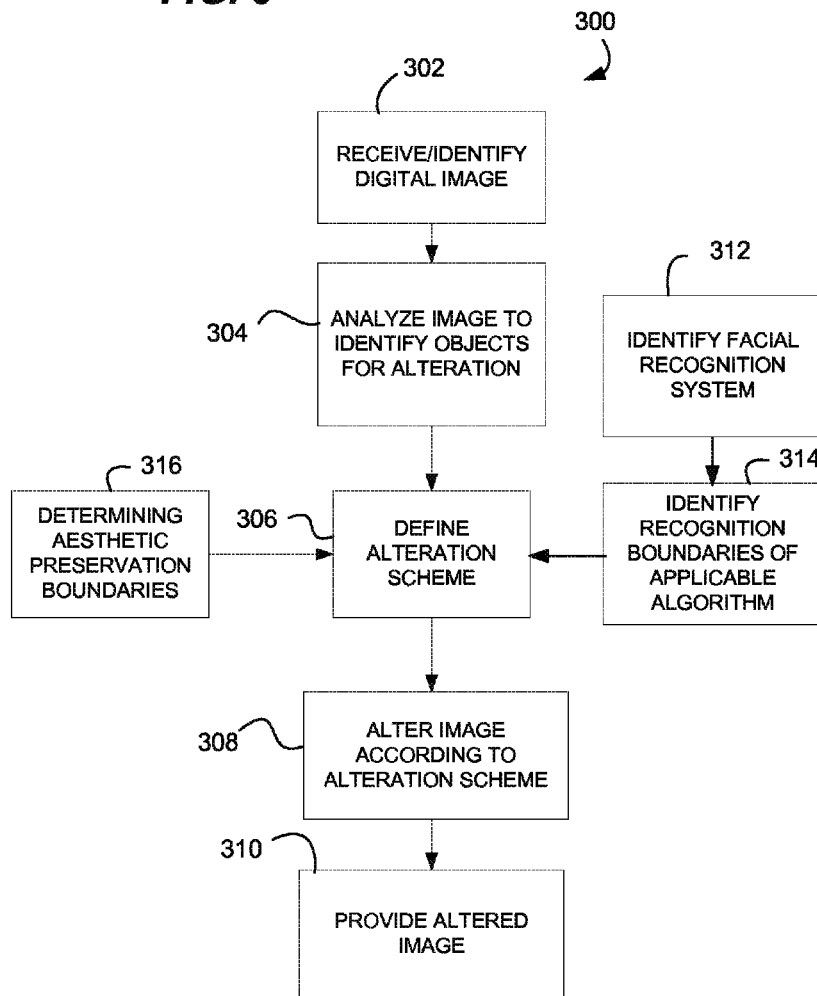 300
302
RECEIVE/IDENTIFY
DIGITAL IMAGE
304
ANALYZE IMAGE TO
IDENTIFY OBJECTS
FOR ALTERATION
312
IDENTIFY FACIAL
RECOGNITION
SYSTEM
316
DETERMINING
AESTHETIC
PRESERVATION
BOUNDARIES
306
DEFINE
ALTERATION
SCHEME
314
IDENTIFY
RECOGNITION
BOUNDARIES OF
APPLICABLE
ALGORITHM
308
ALTER IMAGE
ACCORDING TO
ALTERATION SCHEME
310
PROVIDE ALTERED
IMAGE